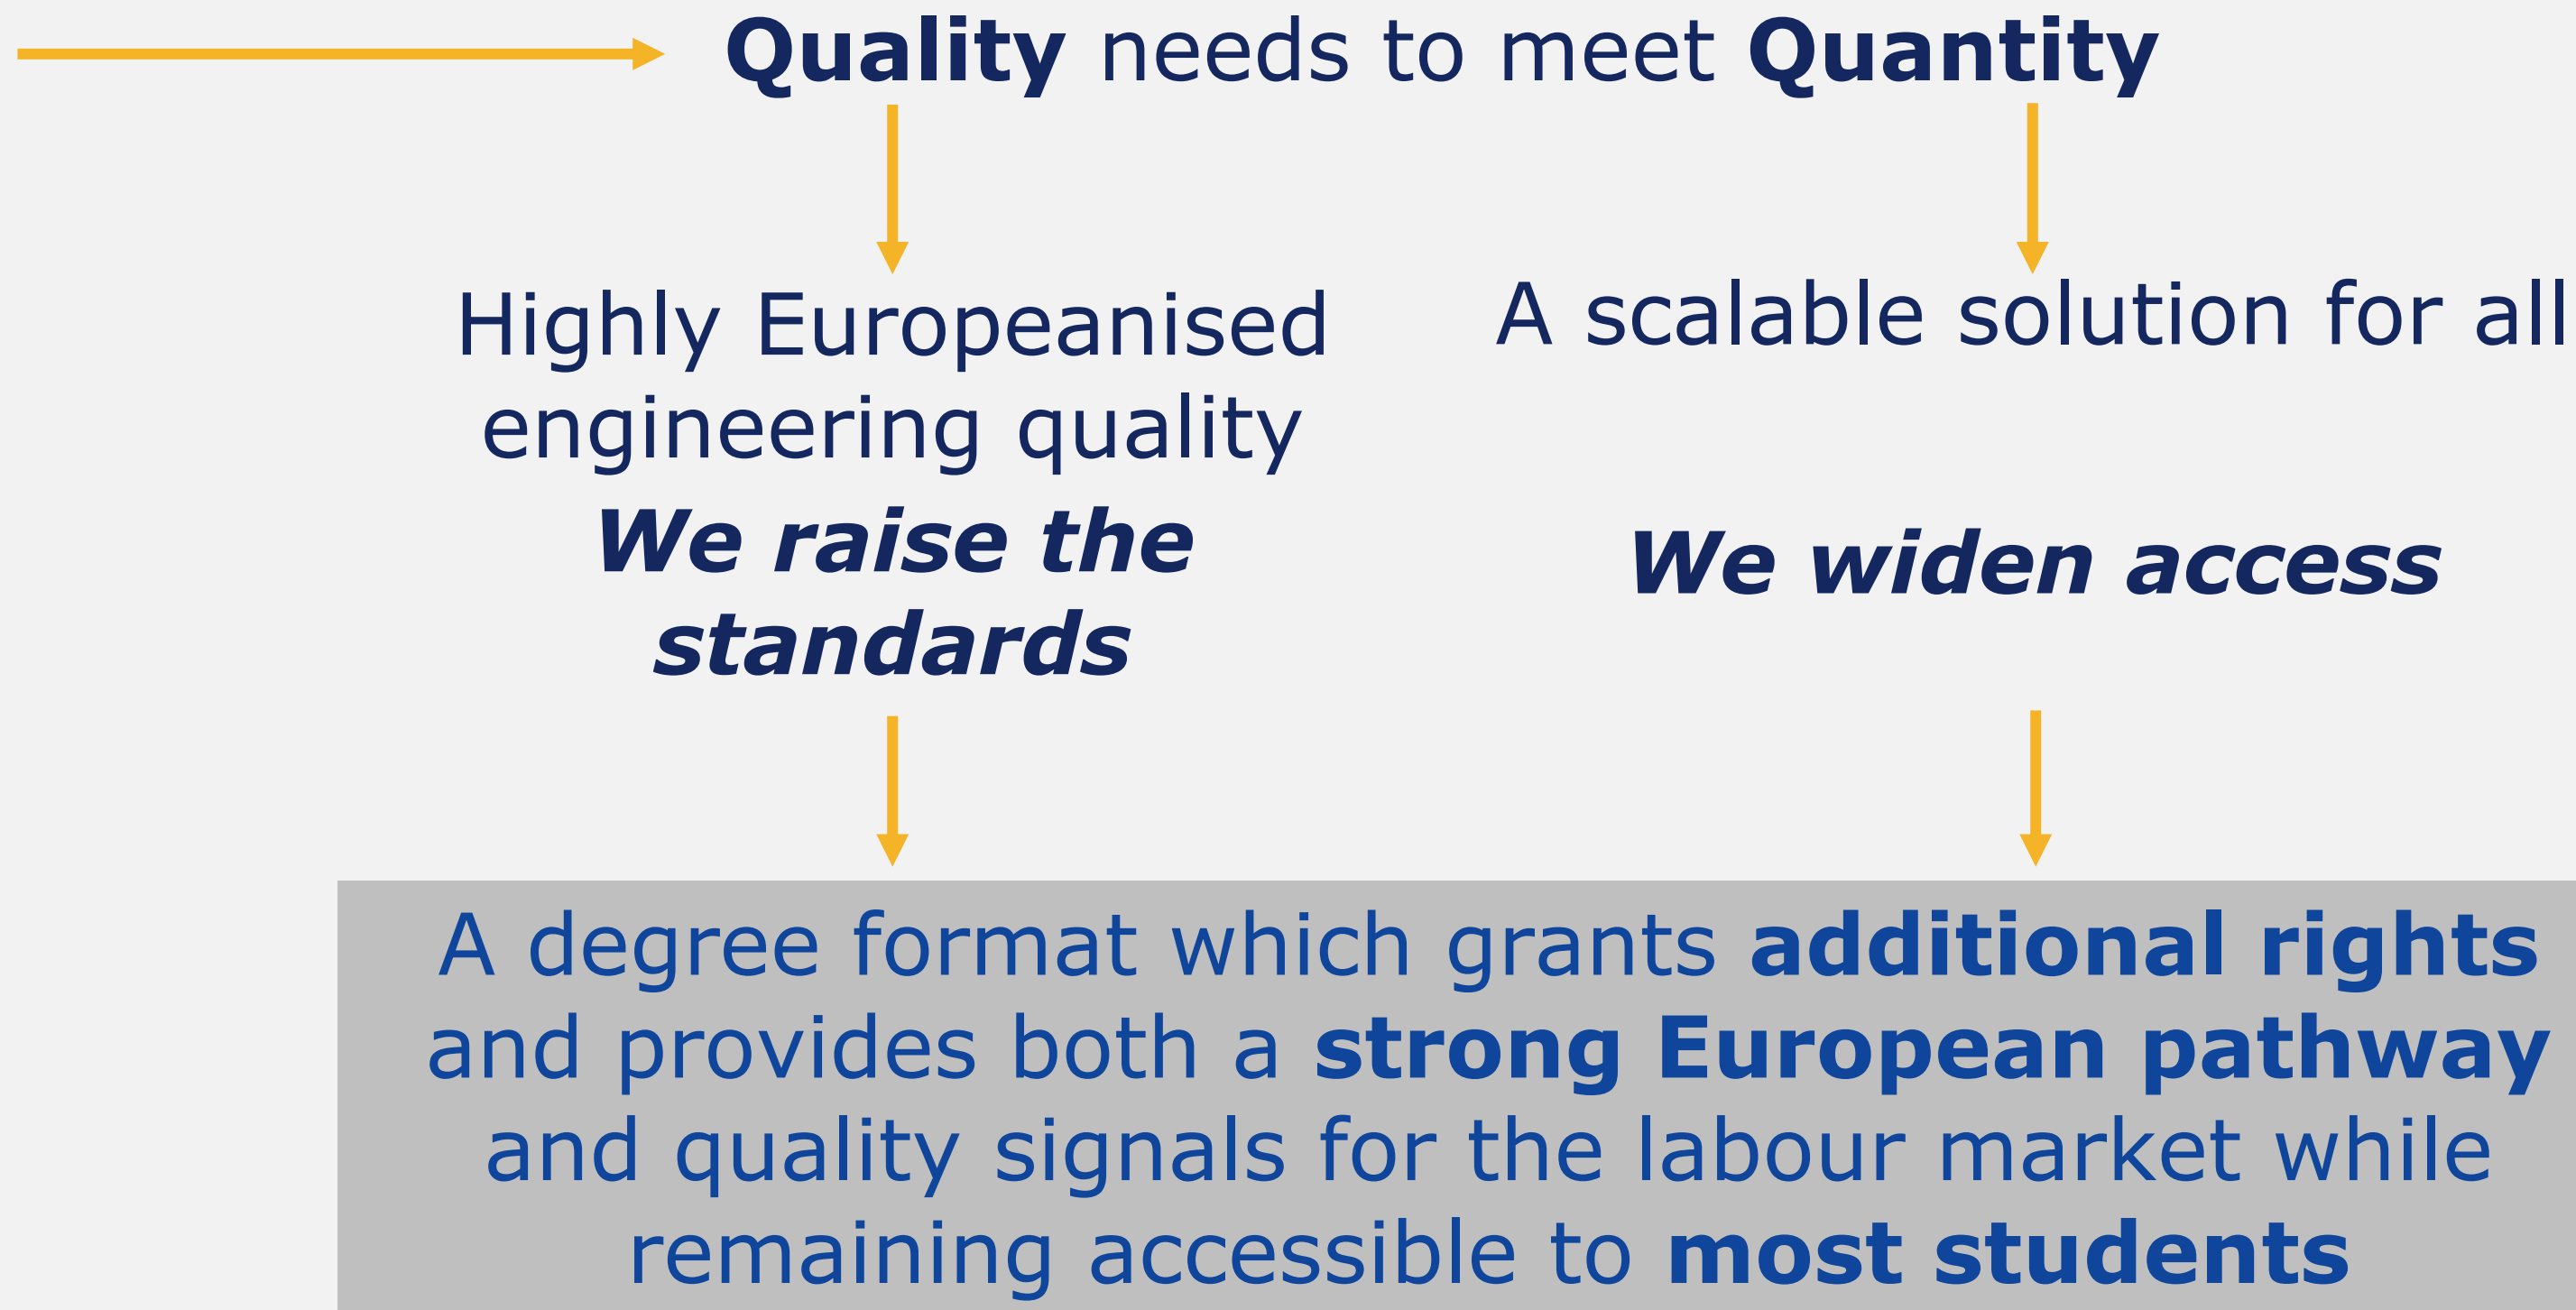 Quality needs to meet Quantity
Highly Europeanised
engineering quality
We raise the
standards
A scalable solution for all
We widen access
A degree format which grants additional rights
and provides both a strong European pathway
and quality signals for the labour market while
remaining accessible to most students